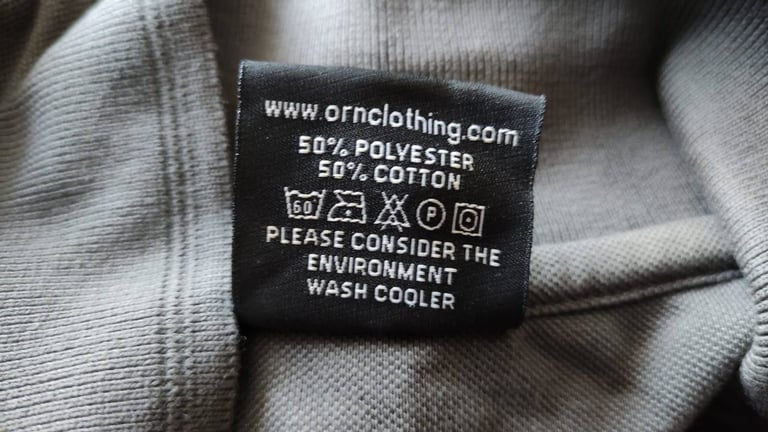 www.ornclothing.com
50% POLYESTER
50% COTTON
60 P
PLEASE CONSIDER THE
ENVIRONMENT
WASH COOLER